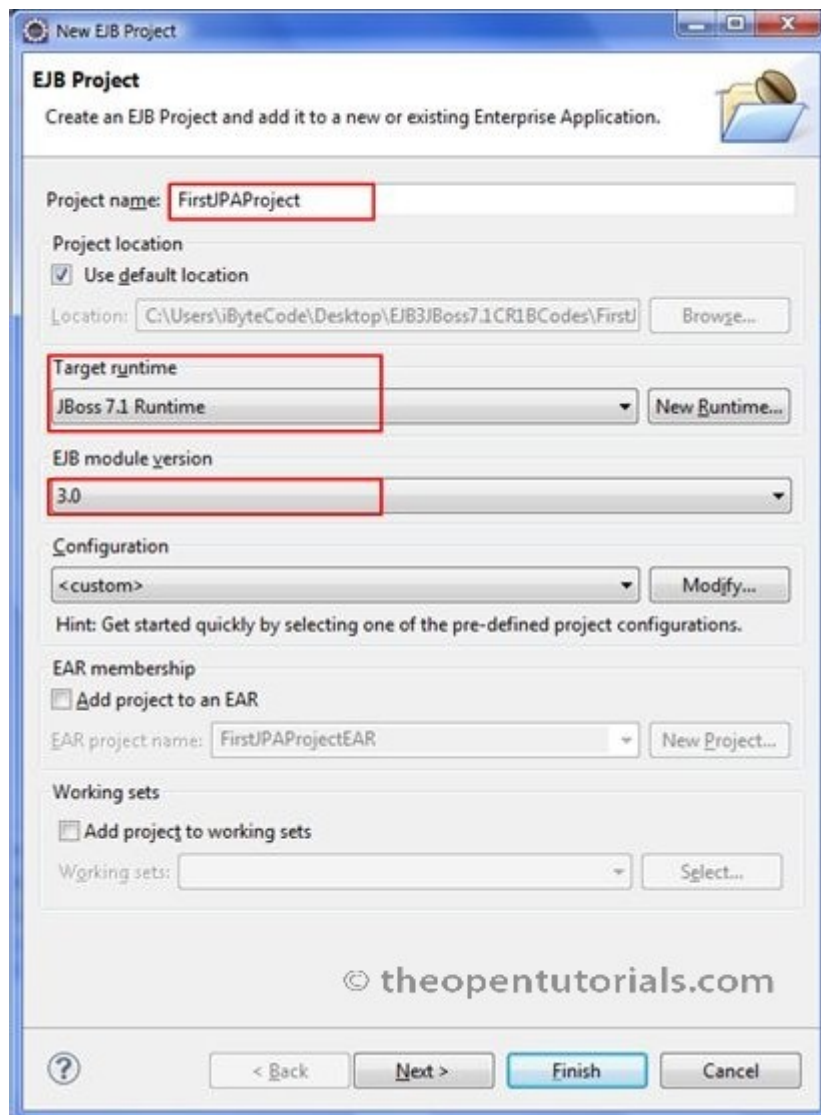 New EJB Project
EJB Project
Create an EJB Project and add it to a new or existing Enterprise Application.
Project name: FirstJPAProject
Project location
Use default location
Location: C:\Users\iByteCode\Desktop\EJB3JBoss7.1CR1BCodes\FirstJ Browse...
Target runtime
JBoss 7.1 Runtime New Runtime...
EJB module version
3.0
Configuration
<custom> Modify...
Hint: Get started quickly by selecting one of the pre-defined project configurations.
EAR membership
Add project to an EAR
EAR project name: FirstJPAProjectEAR New Project...
Working sets
Add project to working sets
Working sets: Select...
© theopentutorials.com
? < Back Next > Finish Cancel